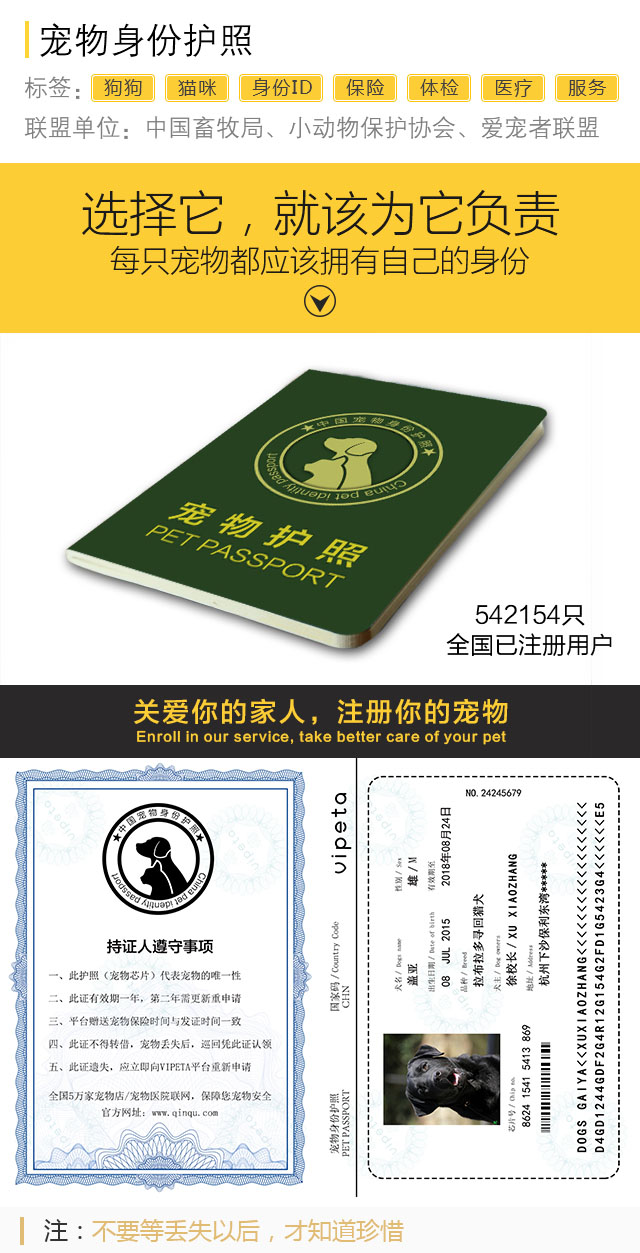 宠物身份护照
标签： 狗狗 猫咪 身份ID 保险 体检 医疗 服务
联盟单位：中国畜牧局、小动物保护协会、爱宠者联盟
选择它，就该为它负责
每只宠物都应该拥有自己的身份
★中国宠物身份护照★
China pet identity passport
宠物护照
PET PASSPORT
542154只
全国已注册用户
关爱你的家人，注册你的宠物
Enroll in our service, take better care of your pet
★中国宠物身份护照★
China pet identity passport
持证人遵守事项
一、此护照（宠物芯片）代表宠物的唯一性
二、此证有效期一年，第二年需更新重申请
三、平台赠送宠物保险时间与发证时间一致
四、此证不得转借，宠物丢失后，巡回凭此证认领
五、此证遗失，应立即向VIPETA平台重新申请
全国5万家宠物店/宠物医院联网，保障您宠物安全
官方网址：www.qinqu.com
vipeta
国家码 / Country Code
CHN
宠物身份护照
PET PASSPORT
NO.24245679
犬名 / Dogs name
盖亚
性别 / Sex
雄/M
出生日期 / Date of birth
08 JUL 2015
有效期至
2018年08月24日
品种 / Breed
拉布拉多寻回猎犬
犬主 / Dog owners
徐校长/XU XIAOZHANG
地址 / Address
杭州下沙保利东湾*****
芯片号 / Chip no.
8624 1541 5413 869
DOGS GAIYA<<XUXIAOZHANG<<<<<<<<<<<<<<<<<
D4GD1244GDF2G4R12G154G2FD1G5423G4<<<<<<E5
注：不要等丢失以后，才知道珍惜